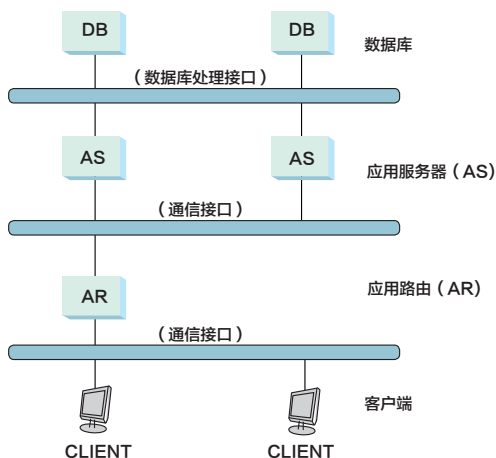 DB
DB
数据库
（数据库处理接口）
AS
AS
应用服务器（AS）
（通信接口）
AR
应用路由（AR）
（通信接口）
客户端
CLIENT
CLIENT